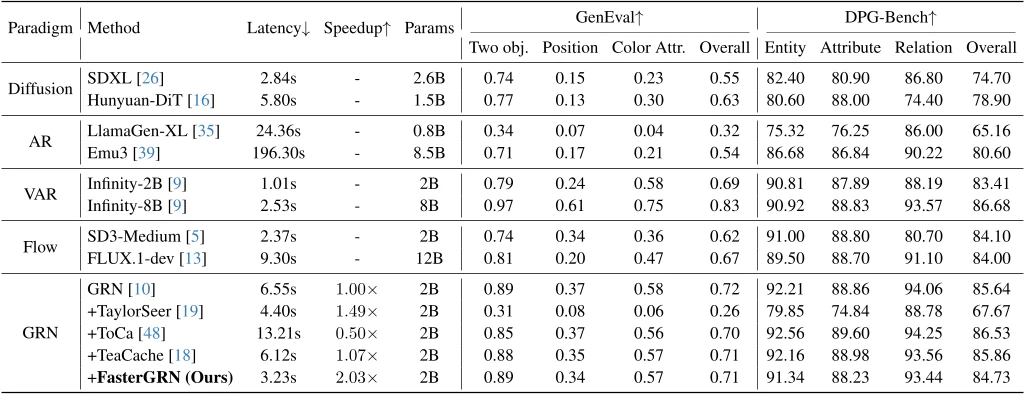 Paradigm Method Latency↓ Speedup↑ Params GenEval↑ DPG-Bench↑
Two obj. Position Color Attr. Overall Entity Attribute Relation Overall
Diffusion
SDXL [26] 2.84s - 2.6B 0.74 0.15 0.23 0.55 82.40 80.90 86.80 74.70
Hunyuan-DiT [16] 5.80s - 1.5B 0.77 0.13 0.30 0.63 80.60 88.00 74.40 78.90
AR
LlamaGen-XL [35] 24.36s - 0.8B 0.34 0.07 0.04 0.32 75.32 76.25 86.00 65.16
Emu3 [39] 196.30s - 8.5B 0.71 0.17 0.21 0.54 86.68 86.84 90.22 80.60
VAR
Infinity-2B [9] 1.01s - 2B 0.79 0.24 0.58 0.69 90.81 87.89 88.19 83.41
Infinity-8B [9] 2.53s - 8B 0.97 0.61 0.75 0.83 90.92 88.83 93.57 86.68
Flow
SD3-Medium [5] 2.37s - 2B 0.74 0.34 0.36 0.62 91.00 88.80 80.70 84.10
FLUX.1-dev [13] 9.30s - 12B 0.81 0.20 0.47 0.67 89.50 88.70 91.10 84.00
GRN
GRN [10] 6.55s 1.00× 2B 0.89 0.37 0.58 0.72 92.21 88.86 94.06 85.64
+TaylorSeer [19] 4.40s 1.49× 2B 0.31 0.08 0.06 0.26 79.85 74.84 88.78 67.67
+ToCa [48] 13.21s 0.50× 2B 0.85 0.37 0.56 0.70 92.56 89.60 94.25 86.53
+TeaCache [18] 6.12s 1.07× 2B 0.88 0.35 0.57 0.71 92.16 88.98 93.56 85.86
+FasterGRN (Ours) 3.23s 2.03× 2B 0.89 0.34 0.57 0.71 91.34 88.23 93.44 84.73